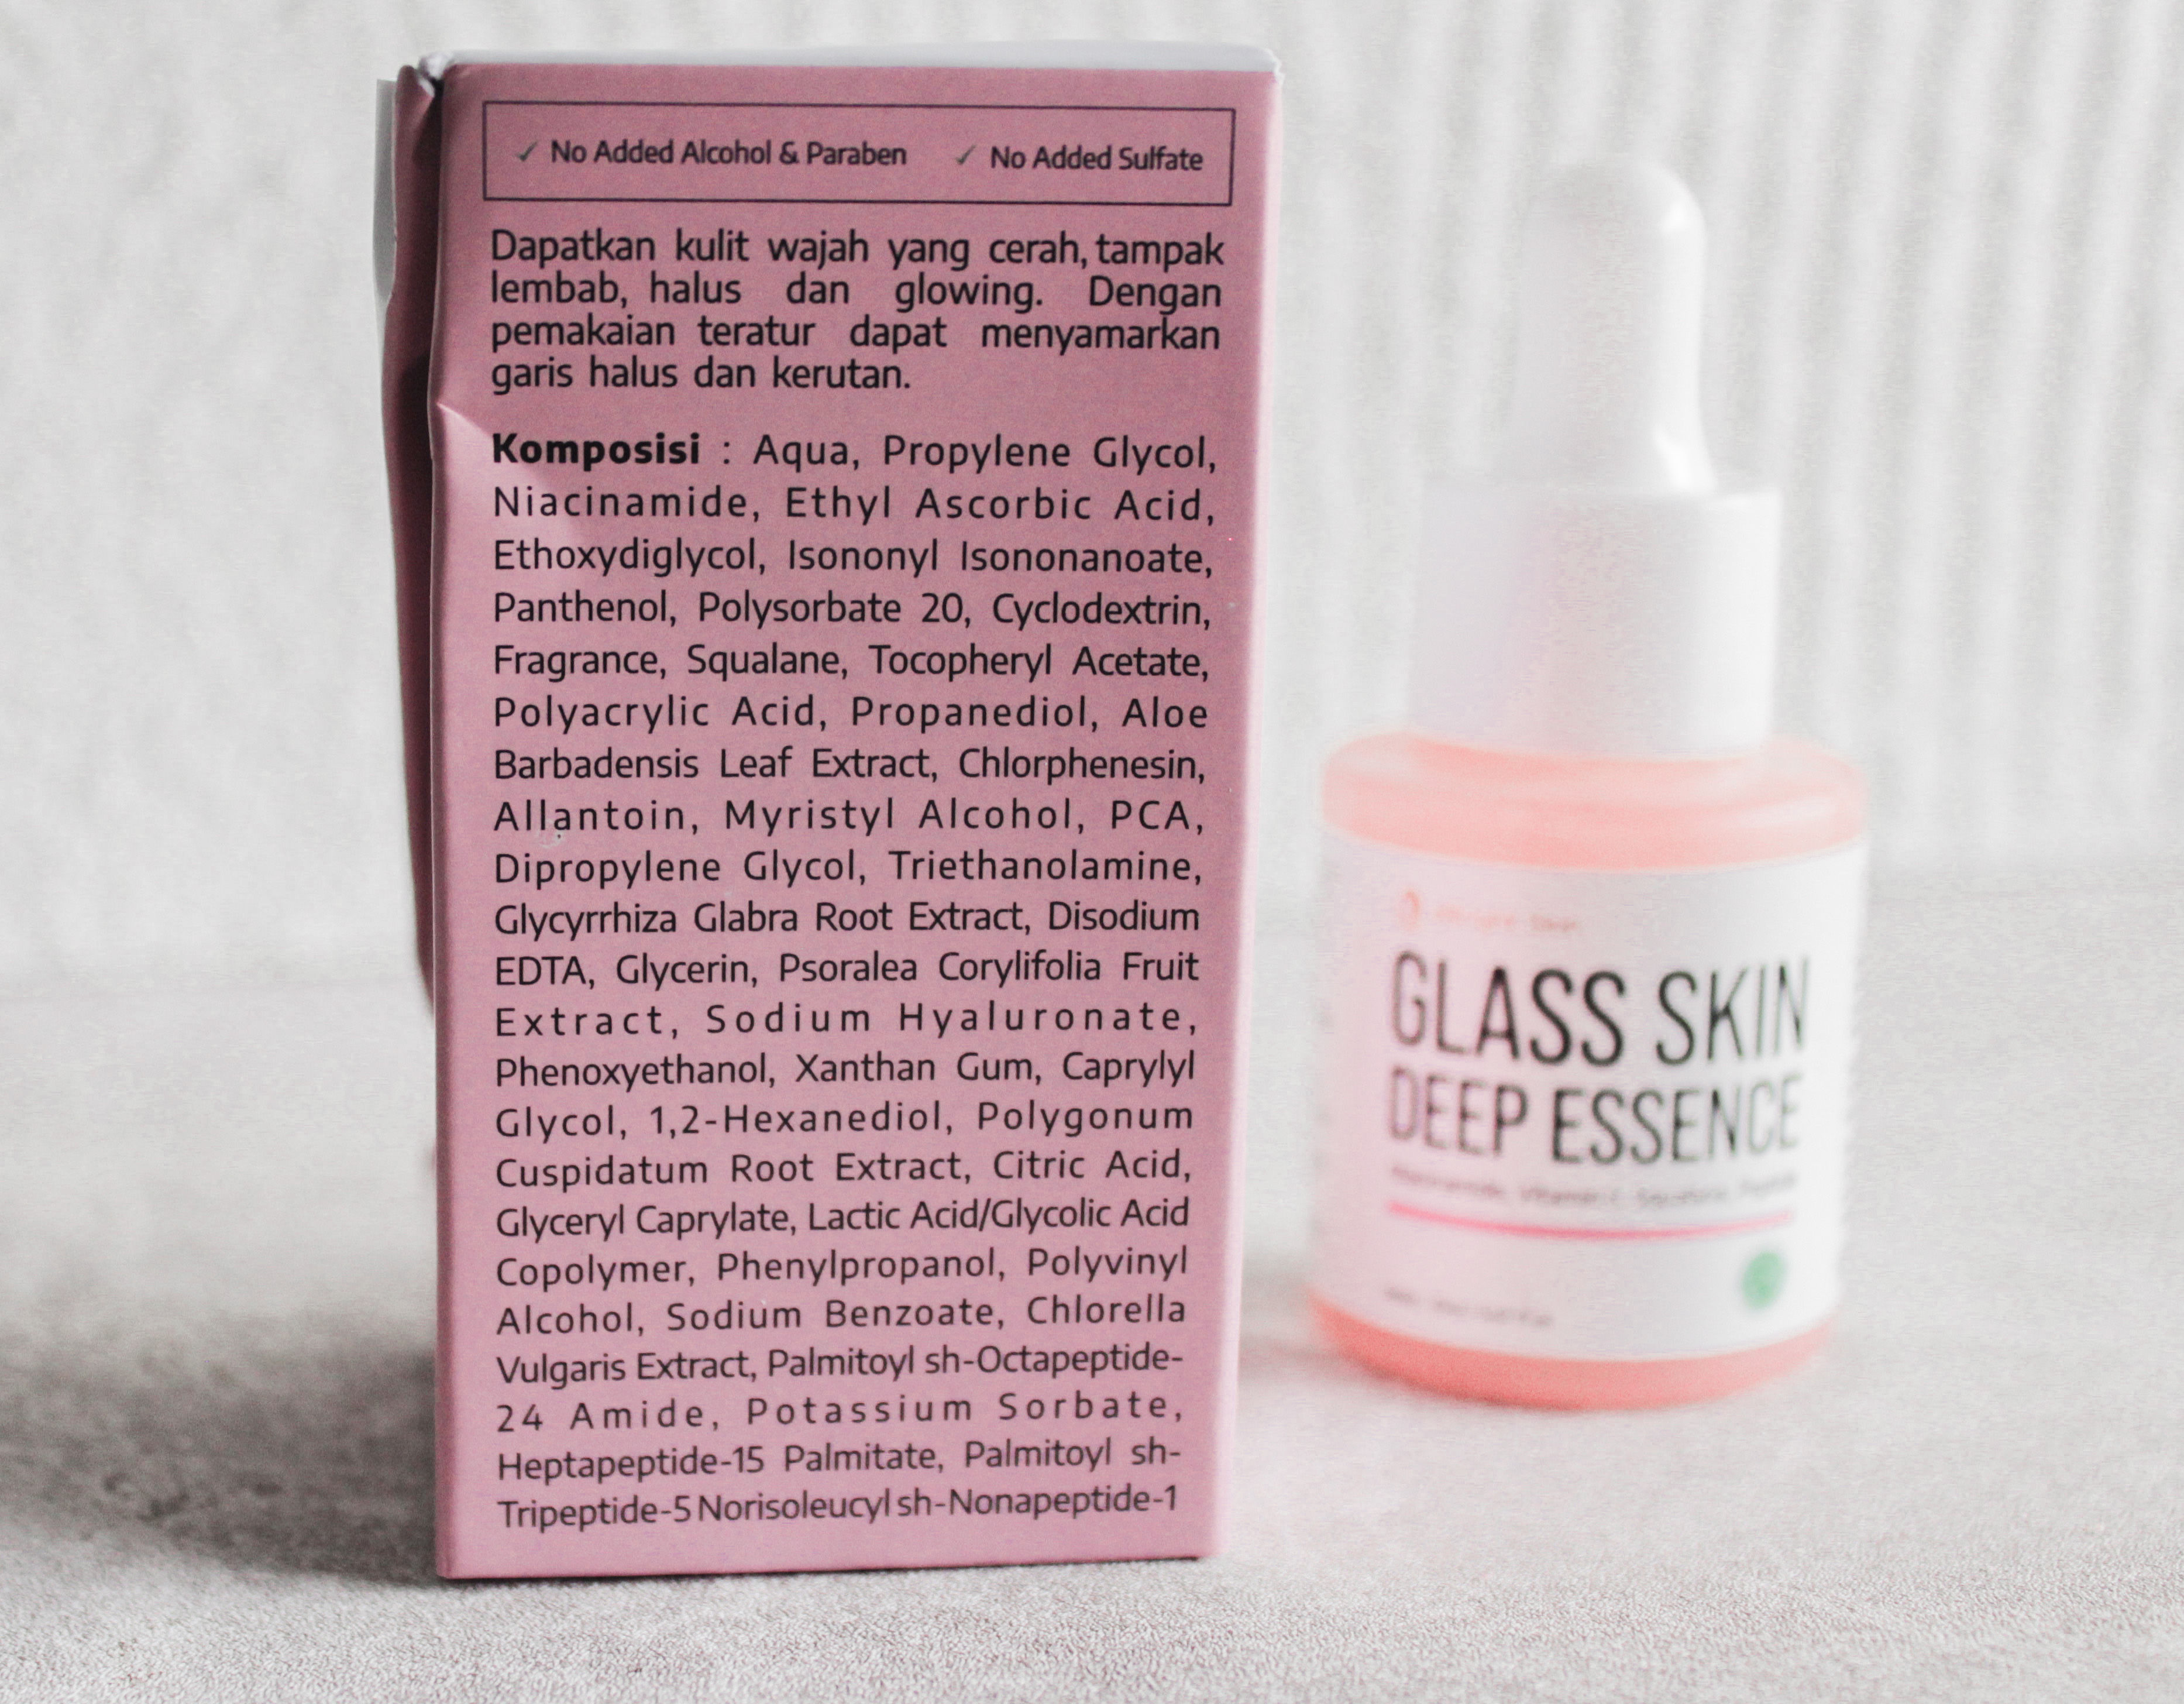 ✓ No Added Alcohol & Paraben ✓ No Added Sulfate
Dapatkan kulit wajah yang cerah, tampak
lembab, halus dan glowing. Dengan
pemakaian teratur dapat menyamarkan
garis halus dan kerutan.
Komposisi : Aqua, Propylene Glycol,
Niacinamide, Ethyl Ascorbic Acid,
Ethoxydiglycol, Isononyl Isononanoate,
Panthenol, Polysorbate 20, Cyclodextrin,
Fragrance, Squalane, Tocopheryl Acetate,
Polyacrylic Acid, Propanediol, Aloe
Barbadensis Leaf Extract, Chlorphenesin,
Allantoin, Myristyl Alcohol, PCA,
Dipropylene Glycol, Triethanolamine,
Glycyrrhiza Glabra Root Extract, Disodium
EDTA, Glycerin, Psoralea Corylifolia Fruit
Extract, Sodium Hyaluronate,
Phenoxyethanol, Xanthan Gum, Caprylyl
Glycol, 1,2-Hexanediol, Polygonum
Cuspidatum Root Extract, Citric Acid,
Glyceryl Caprylate, Lactic Acid/Glycolic Acid
Copolymer, Phenylpropanol, Polyvinyl
Alcohol, Sodium Benzoate, Chlorella
Vulgaris Extract, Palmitoyl sh-Octapeptide-
24 Amide, Potassium Sorbate,
Heptapeptide-15 Palmitate, Palmitoyl sh-
Tripeptide-5 Norisoleucyl sh-Nonapeptide-1
GLASS SKIN
DEEP ESSENCE
Niacinamide, Vitamin C, Squalane, Peptide